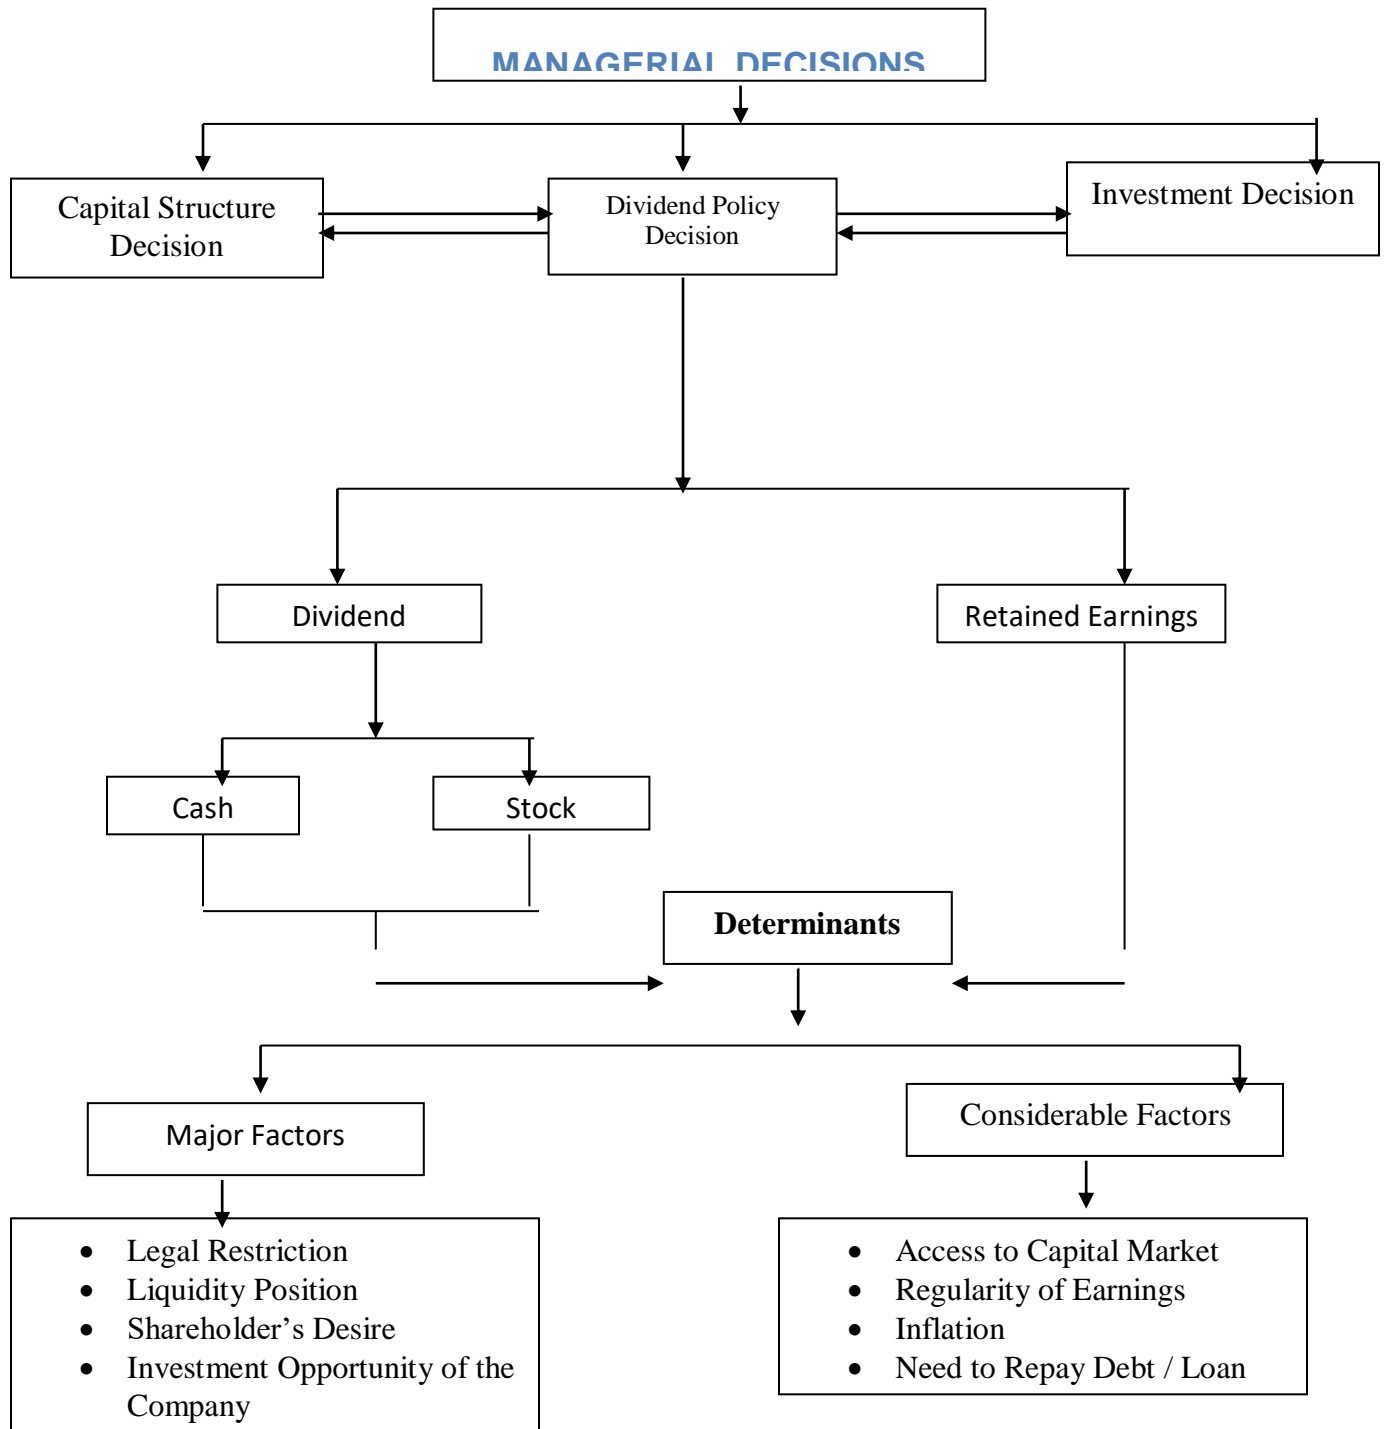 MANAGERIAL DECISIONS
Capital Structure
Decision
Dividend Policy
Decision
Investment Decision
Dividend
Retained Earnings
Cash
Stock
Determinants
Major Factors
Considerable Factors
• Legal Restriction
• Liquidity Position
• Shareholder’s Desire
• Investment Opportunity of the
Company
• Access to Capital Market
• Regularity of Earnings
• Inflation
• Need to Repay Debt / Loan